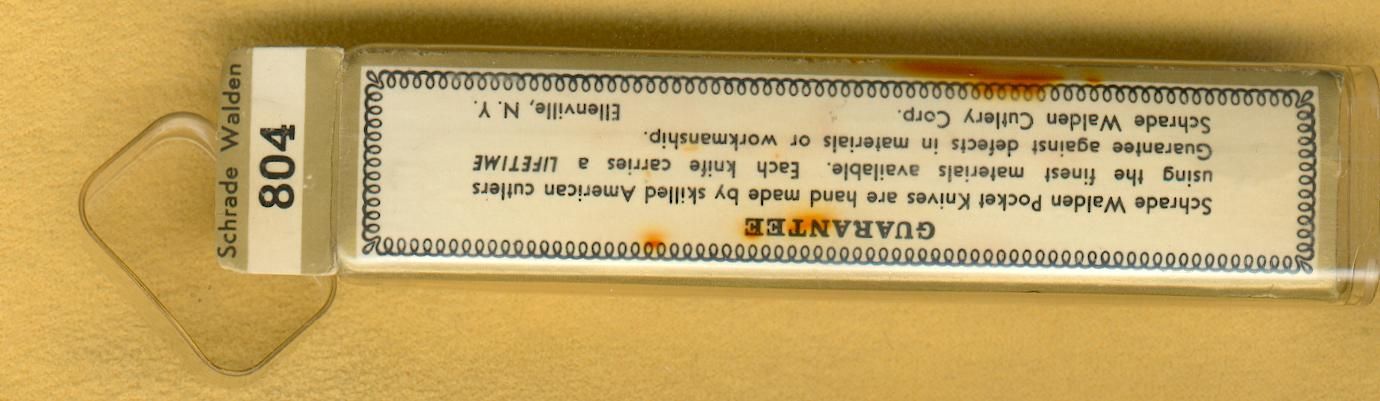 Schrade Walden
804
GUARANTEE
Schrade Walden Pocket Knives are hand made by skilled American cutlers
using the finest materials available. Each knife carries a LIFETIME
Guarantee against defects in materials or workmanship.
Schrade Walden Cutlery Corp. Ellenville, N. Y.